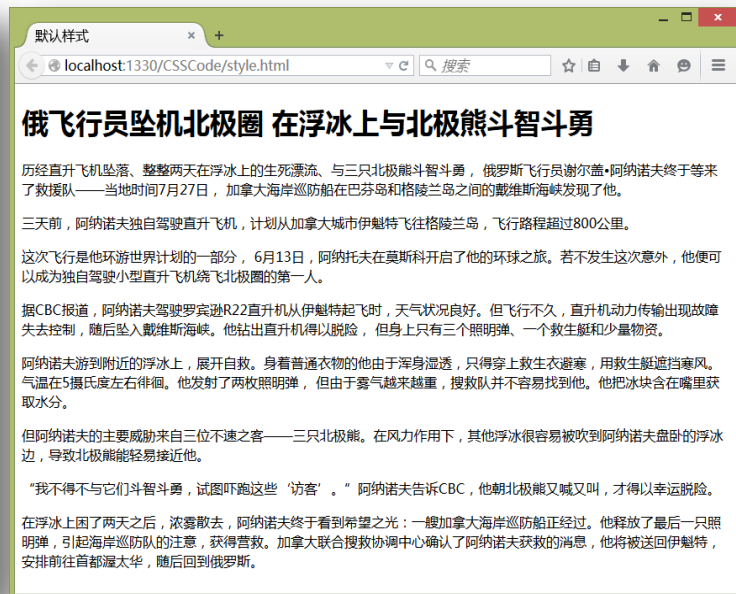 默认样式
localhost:1330/CSSCode/style.html
搜索
俄飞行员坠机北极圈 在浮冰上与北极熊斗智斗勇
历经直升飞机坠落、整整两天在浮冰上的生死漂流、与三只北极熊斗智斗勇， 俄罗斯飞行员谢尔盖•阿纳诺夫终于等来
了救援队——当地时间7月27日， 加拿大海岸巡防船在巴芬岛和格陵兰岛之间的戴维斯海峡发现了他。
三天前，阿纳诺夫独自驾驶直升飞机，计划从加拿大城市伊魁特飞往格陵兰岛，飞行路程超过800公里。
这次飞行是他环游世界计划的一部分， 6月13日，阿纳托夫在莫斯科开启了他的环球之旅。若不发生这次意外，他便可
以成为独自驾驶小型直升飞机绕飞北极圈的第一人。
据CBC报道，阿纳诺夫驾驶罗宾逊R22直升机从伊魁特起飞时，天气状况良好。但飞行不久，直升机动力传输出现故障
失去控制，随后坠入戴维斯海峡。他钻出直升机得以脱险， 但身上只有三个照明弹、一个救生艇和少量物资。
阿纳诺夫游到附近的浮冰上，展开自救。身着普通衣物的他由于浑身湿透，只得穿上救生衣避寒，用救生艇遮挡寒风。
气温在5摄氏度左右徘徊。他发射了两枚照明弹， 但由于雾气越来越重，搜救队并不容易找到他。他把冰块含在嘴里获
取水分。
但阿纳诺夫的主要威胁来自三位不速之客——三只北极熊。在风力作用下，其他浮冰很容易被吹到阿纳诺夫盘卧的浮冰
边，导致北极熊能轻易接近他。
“我不得不与它们斗智斗勇，试图吓跑这些‘访客’。”阿纳诺夫告诉CBC，他朝北极熊又喊又叫，才得以幸运脱险。
在浮冰上困了两天之后，浓雾散去，阿纳诺夫终于看到希望之光：一艘加拿大海岸巡防船正经过。他释放了最后一只照
明弹，引起海岸巡防队的注意，获得营救。加拿大联合搜救协调中心确认了阿纳诺夫获救的消息，他将被送回伊魁特，
安排前往首都渥太华，随后回到俄罗斯。